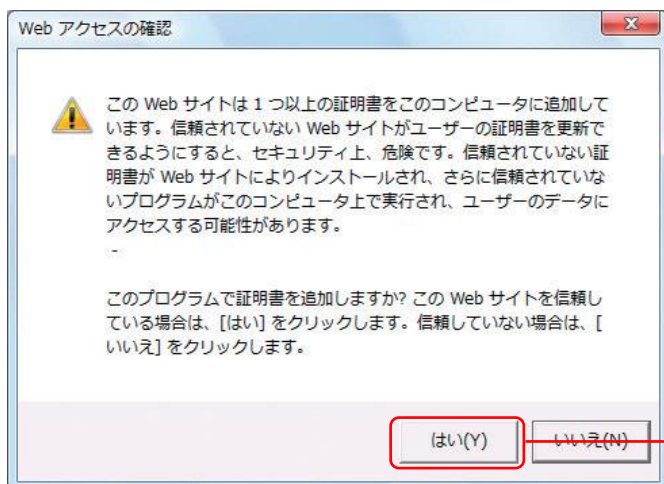 Web アクセスの確認
この Web サイトは 1 つ以上の証明書をこのコンピュータに追加して
います。信頼されていない Web サイトがユーザーの証明書を更新で
きるようにすると、セキュリティ上、危険です。信頼されていない証
明書が Web サイトによりインストールされ、さらに信頼されていな
いプログラムがこのコンピュータ上で実行され、ユーザーのデータに
アクセスする可能性があります。
-
このプログラムで証明書を追加しますか? この Web サイトを信頼し
ている場合は、[はい] をクリックします。信頼していない場合は、[
いいえ] をクリックします。
はい(Y) いいえ(N)